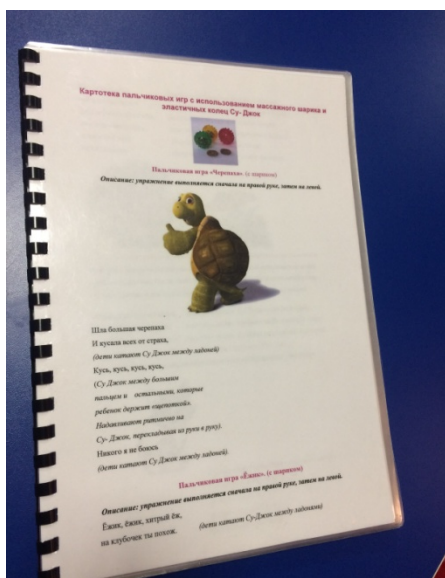 Картотека пальчиковых игр с использованием массажного шарика и
эластичных колец Су- Джок
Пальчиковая игра «Черепаха» (с шариком)
Описание: упражнение выполняется сначала на правой руке, затем на левой.
Шла большая черепаха
И кусала всех от страха,
(дети катают Су Джок между ладоней)
Кусь, кусь, кусь, кусь,
(Су Джок между большим
пальцем и остальными, которые
ребенок держит «щепоткой».
Надавливают ритмично на
Су- Джок, перекладывая из руки в руку).
Никого я не боюсь
(дети катают Су Джок между ладоней)
Пальчиковая игра «Ёжик». (с шариком)
Описание: упражнение выполняется сначала на правой руке, затем на левой.
Ёжик, ёжик, хитрый ёж,
на клубочек ты похож. (дети катают Су-Джок между ладонями)